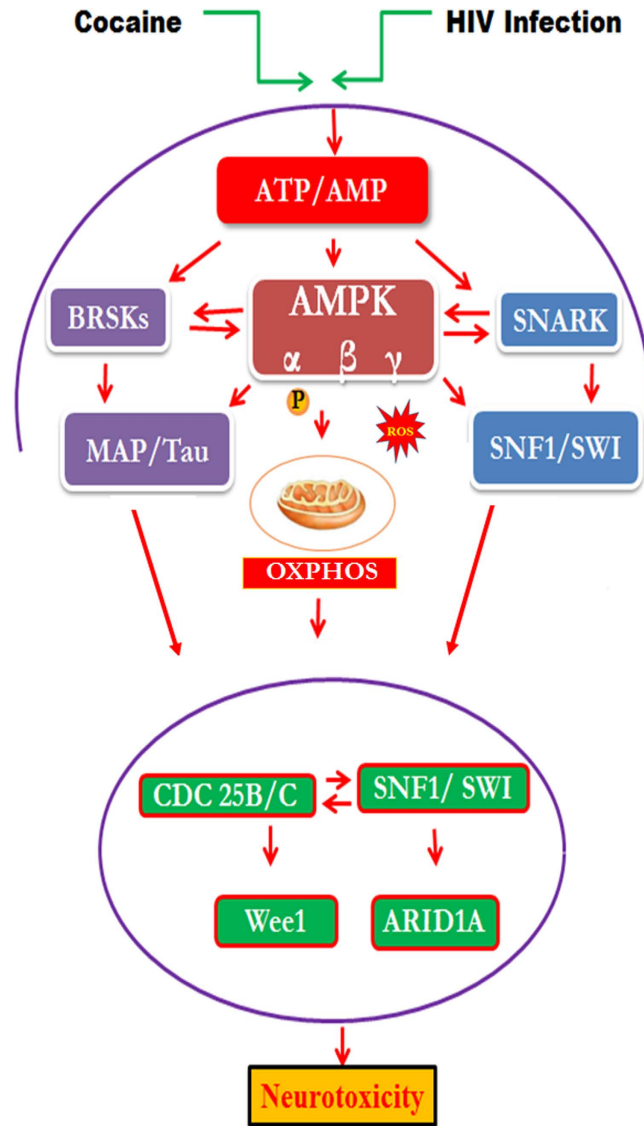 Cocaine HIV Infection
ATP/AMP
BRSKs AMPK SNARK
α β γ
P
ROS
MAP/Tau SNF1/SWI
OXPHOS
CDC 25B/C SNF1/ SWI
Wee1 ARID1A
Neurotoxicity